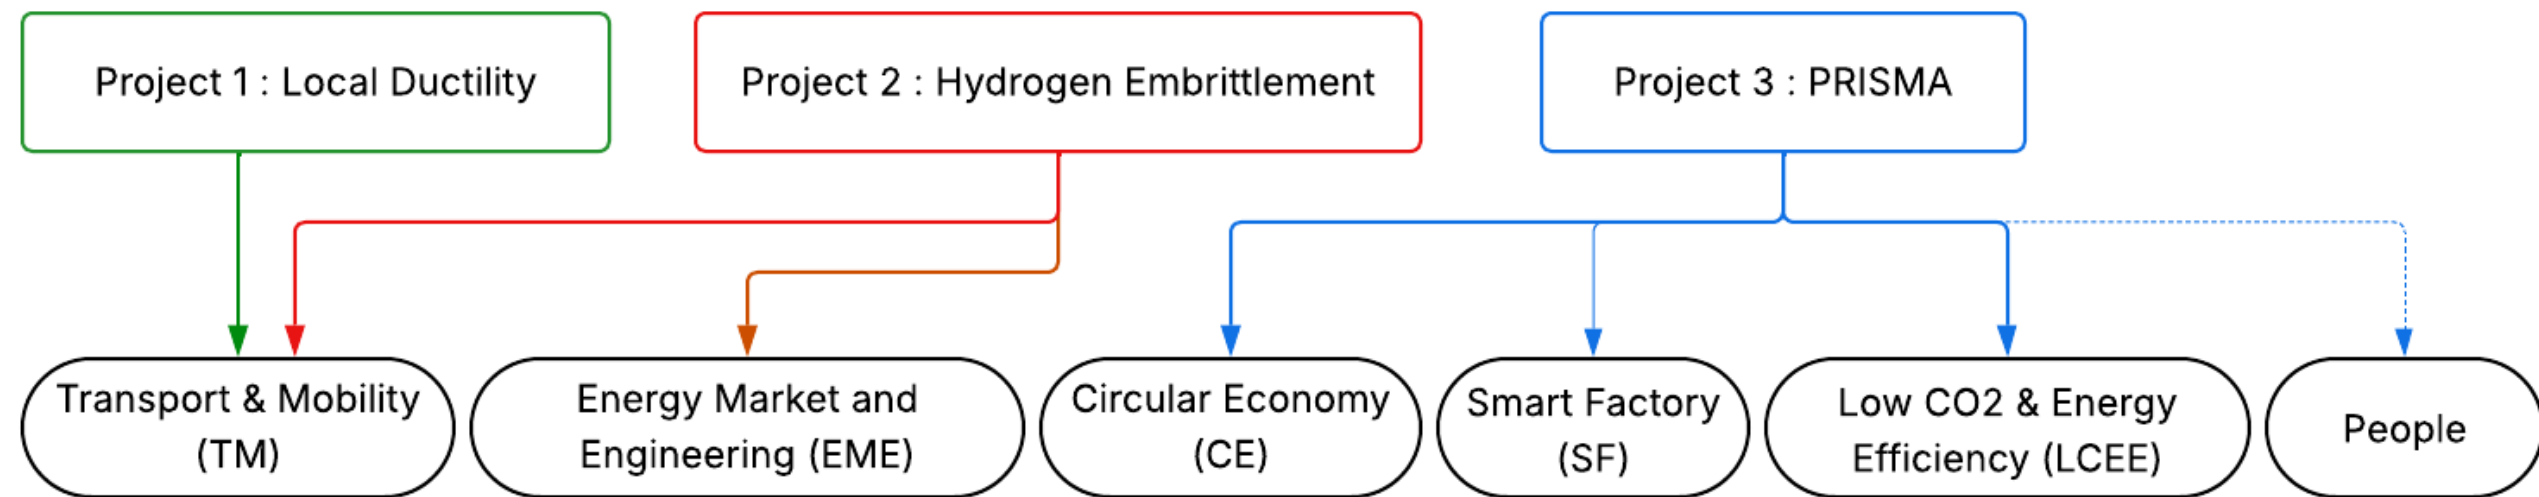 Project 1 : Local Ductility
Project 2 : Hydrogen Embrittlement
Project 3 : PRISMA
Transport & Mobility
(TM)
Energy Market and
Engineering (EME)
Circular Economy
(CE)
Smart Factory
(SF)
Low CO2 & Energy
Efficiency (LCEE)
People